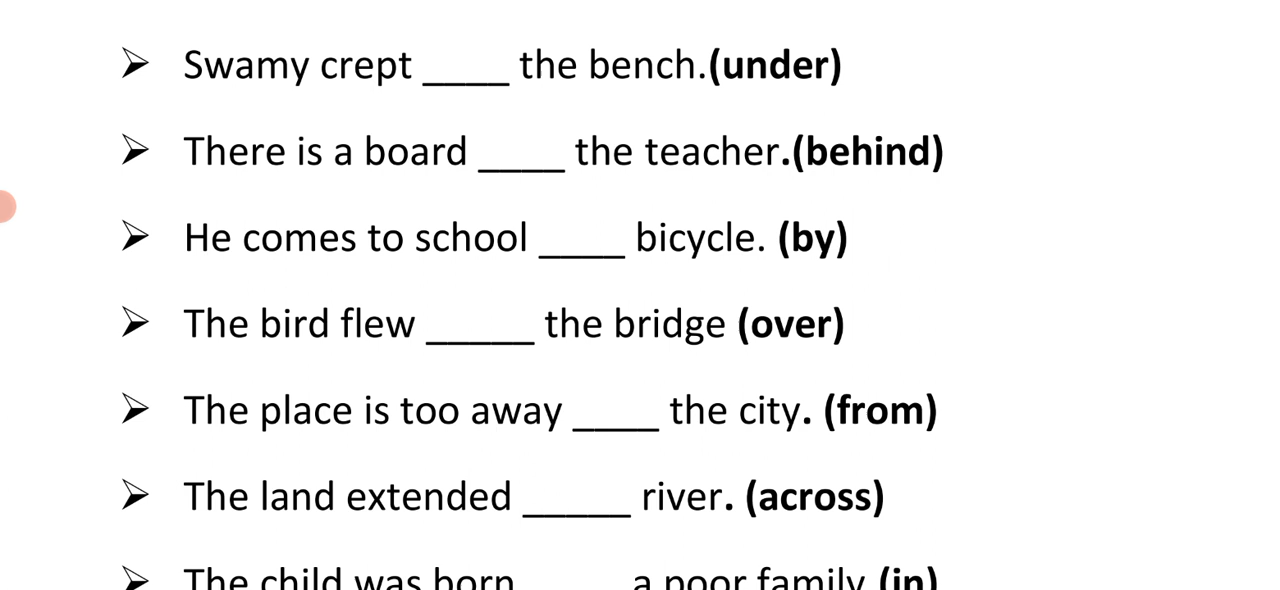 ➢ Swamy crept ____ the bench.(under)
➢ There is a board ____ the teacher.(behind)
➢ He comes to school ____ bicycle. (by)
➢ The bird flew _____ the bridge (over)
➢ The place is too away ____ the city. (from)
➢ The land extended _____ river. (across)
➢ The child was born ____ a poor family (in)